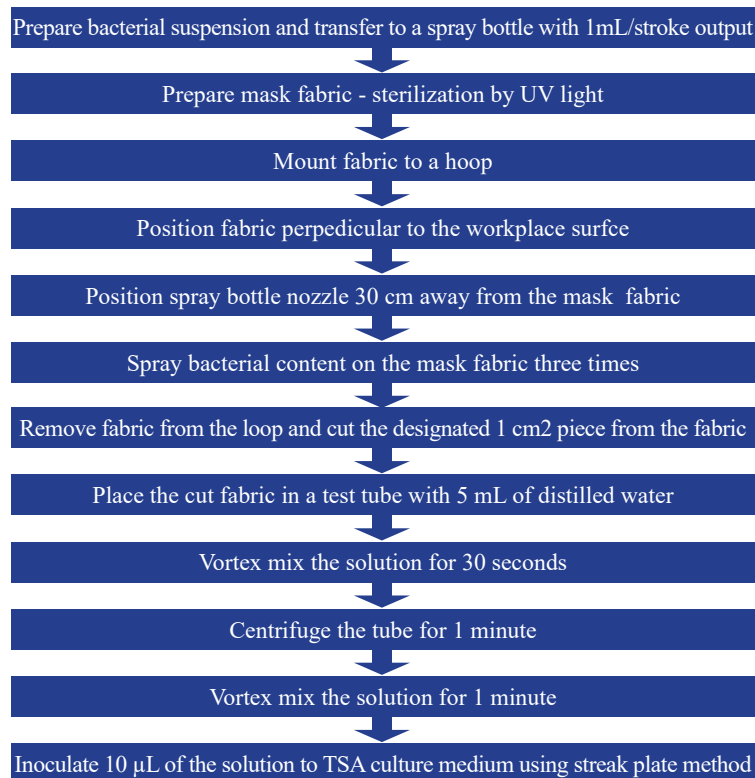 Prepare bacterial suspension and transfer to a spray bottle with 1mL/stroke output
Prepare mask fabric - sterilization by UV light
Mount fabric to a hoop
Position fabric perpedicular to the workplace surfce
Position spray bottle nozzle 30 cm away from the mask fabric
Spray bacterial content on the mask fabric three times
Remove fabric from the loop and cut the designated 1 cm2 piece from the fabric
Place the cut fabric in a test tube with 5 mL of distilled water
Vortex mix the solution for 30 seconds
Centrifuge the tube for 1 minute
Vortex mix the solution for 1 minute
Inoculate 10 µL of the solution to TSA culture medium using streak plate method